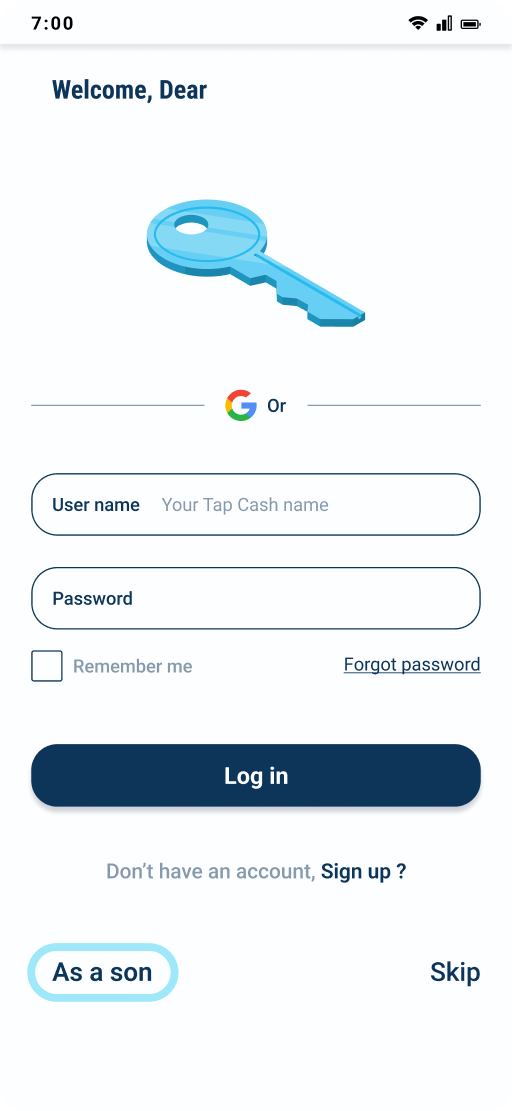 7:00
Welcome, Dear
Or
User name Your Tap Cash name
Password
Remember me Forgot password
Log in
Don’t have an account, Sign up ?
As a son Skip